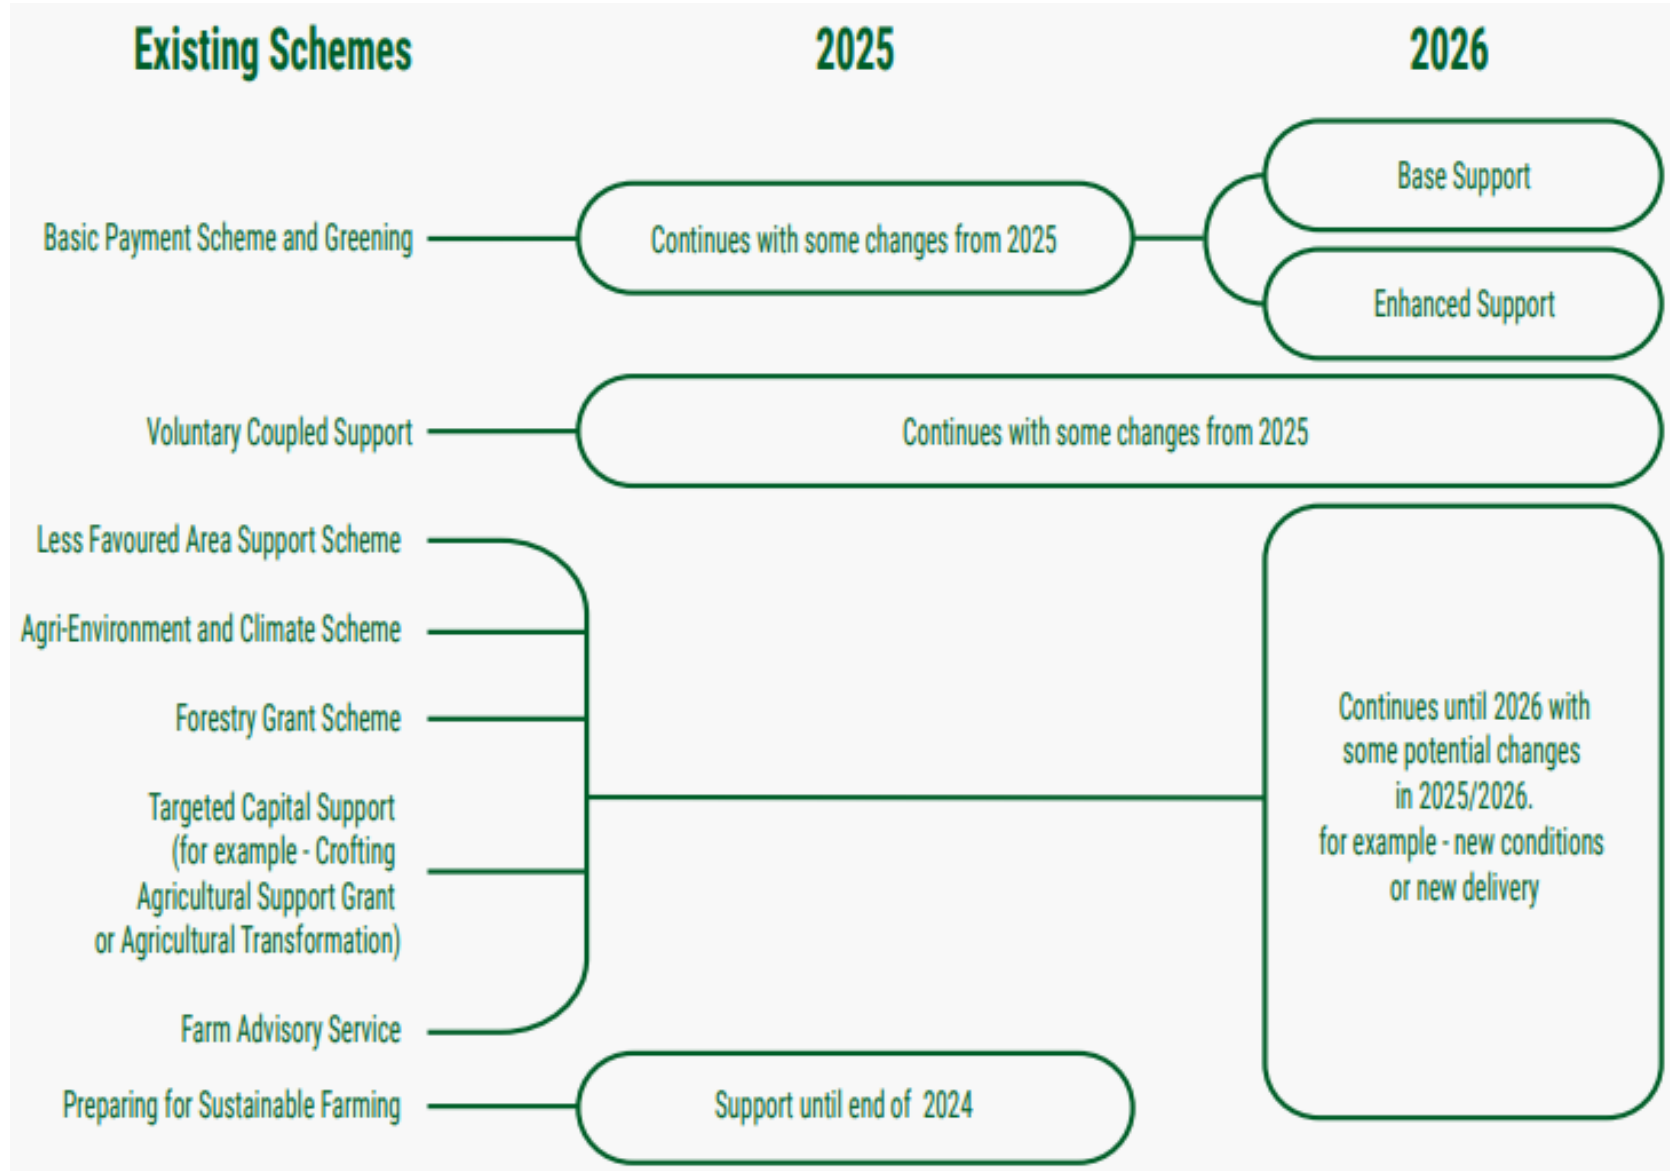 Existing Schemes
2025
2026
Basic Payment Scheme and Greening
Continues with some changes from 2025
Base Support
Enhanced Support
Voluntary Coupled Support
Continues with some changes from 2025
Less Favoured Area Support Scheme
Agri-Environment and Climate Scheme
Forestry Grant Scheme
Targeted Capital Support
(for example - Crofting
Agricultural Support Grant
or Agricultural Transformation)
Farm Advisory Service
Continues until 2026 with
some potential changes
in 2025/2026.
for example - new conditions
or new delivery
Preparing for Sustainable Farming
Support until end of 2024